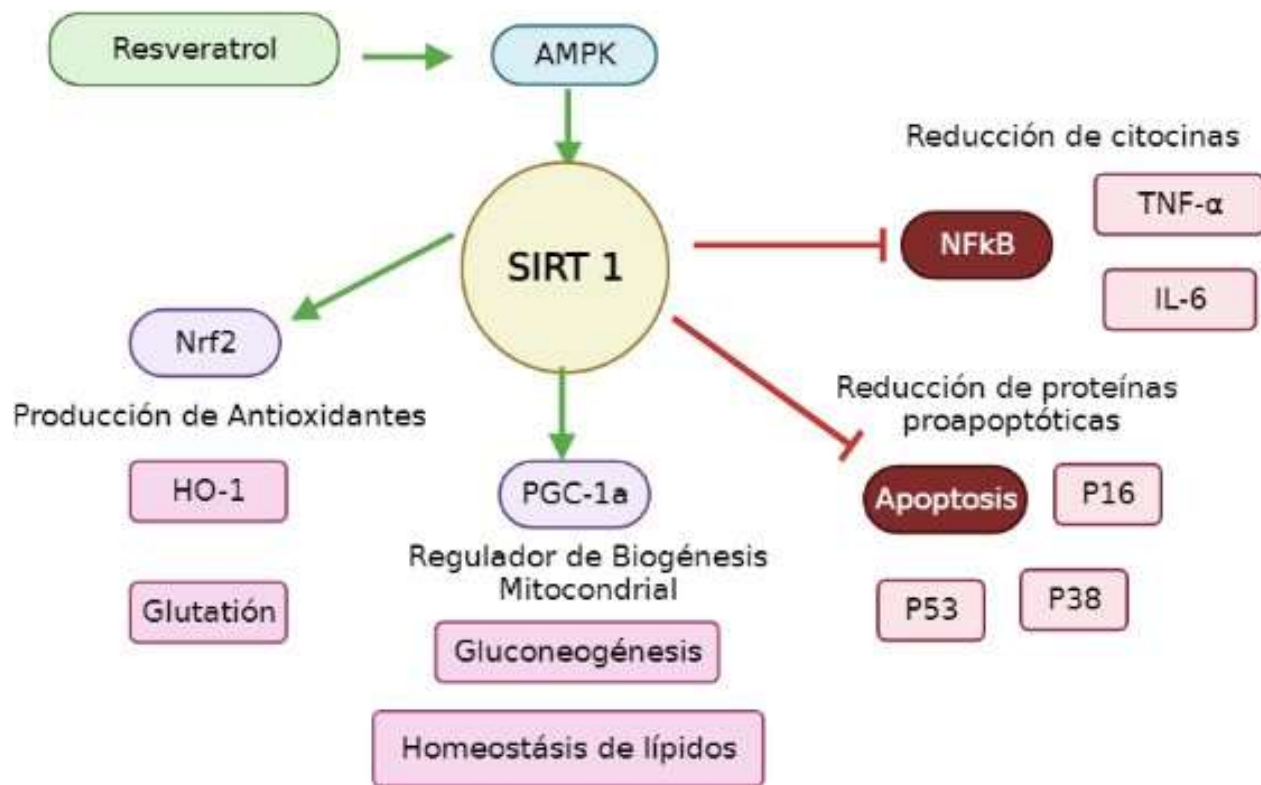 Resveratrol
AMPK
Reducción de citocinas
TNF-α
NFkB
IL-6
SIRT 1
Nrf2
Producción de Antioxidantes
HO-1
Glutatión
PGC-1a
Regulador de Biogénesis
Mitocondrial
Gluconeogénesis
Homeostásis de lípidos
Reducción de proteínas
proapoptóticas
Apoptosis
P16
P53
P38